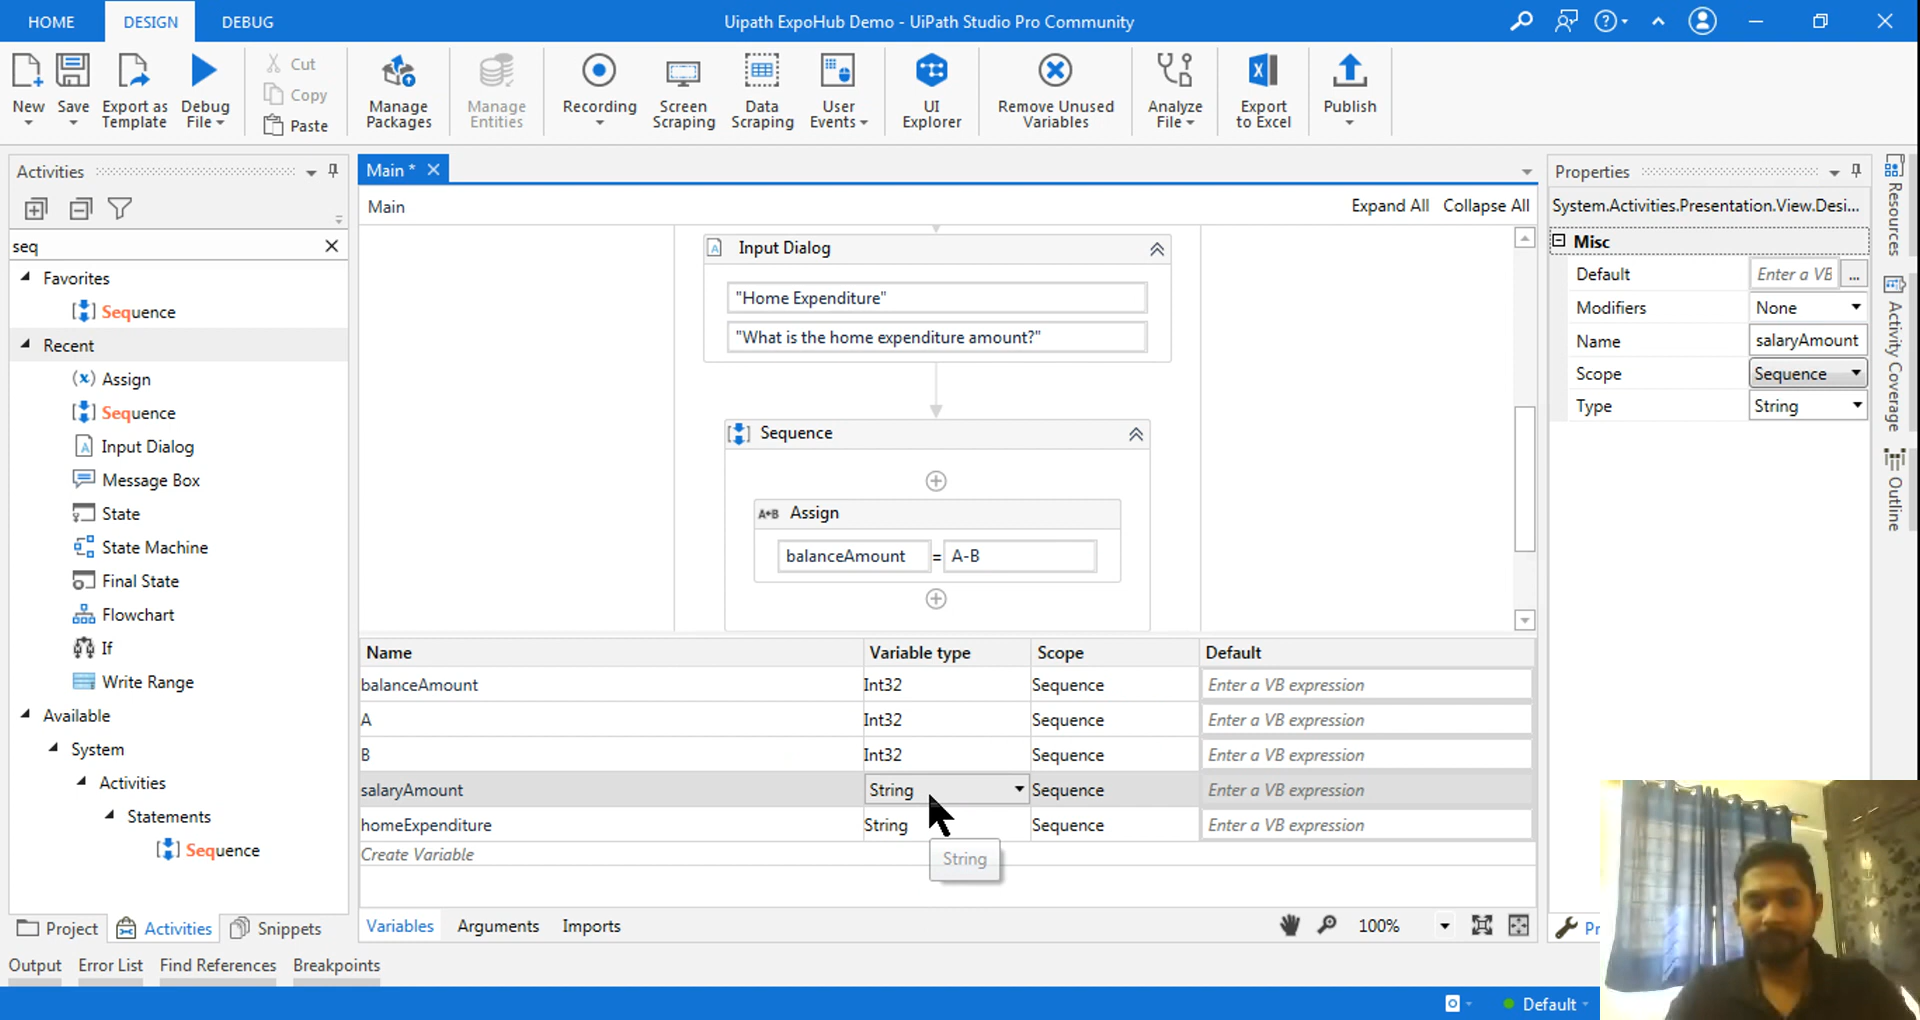 HOME DESIGN DEBUG
Uipath ExpoHub Demo - UiPath Studio Pro Community
New
Save
Export as
Template
Debug
File
Cut
Copy
Paste
Manage
Packages
Manage
Entities
Recording
Screen
Scraping
Data
Scraping
User
Events
UI
Explorer
Remove Unused
Variables
Analyze
File
Export
to Excel
Publish
Activities
seq
Favorites
Sequence
Recent
Assign
Sequence
Input Dialog
Message Box
State
State Machine
Final State
Flowchart
If
Write Range
Available
System
Activities
Statements
Sequence
Project Activities Snippets
Main *
Main
Expand All Collapse All
Input Dialog
"Home Expenditure"
"What is the home expenditure amount?"
Sequence
A+B Assign
balanceAmount = A-B
Name Variable type Scope Default
balanceAmount Int32 Sequence Enter a VB expression
A Int32 Sequence Enter a VB expression
B Int32 Sequence Enter a VB expression
salaryAmount String Sequence Enter a VB expression
homeExpenditure String Sequence Enter a VB expression
Create Variable
String
Variables Arguments Imports
100%
Properties
System.Activities.Presentation.View.Desi...
Misc
Default Enter a VB ...
Modifiers None
Name salaryAmount
Scope Sequence
Type String
Pr
Resources
Activity Coverage
Outline
Output Error List Find References Breakpoints
Default